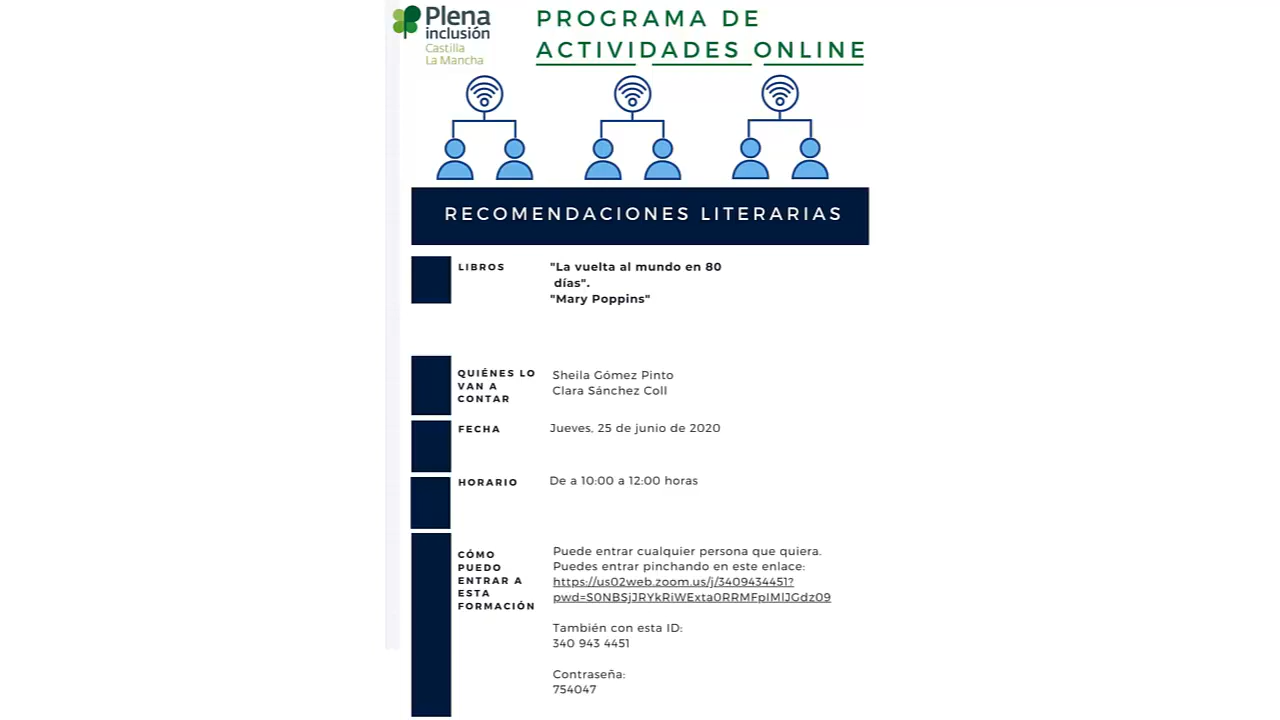 Plena
inclusión
Castilla
La Mancha
PROGRAMA DE
ACTIVIDADES ONLINE
RECOMENDACIONES LITERARIAS
LIBROS
"La vuelta al mundo en 80
días".
"Mary Poppins"
QUIÉNES LO
VAN A
CONTAR
Sheila Gómez Pinto
Clara Sánchez Coll
FECHA
Jueves, 25 de junio de 2020
HORARIO
De a 10:00 a 12:00 horas
CÓMO
PUEDO
ENTRAR A
ESTA
FORMACIÓN
Puede entrar cualquier persona que quiera.
Puedes entrar pinchando en este enlace:
https://us02web.zoom.us/j/3409434451?
pwd=S0NBSjJRYkRiWExta0RRMFpIMlJGdz09
También con esta ID:
340 943 4451
Contraseña:
754047